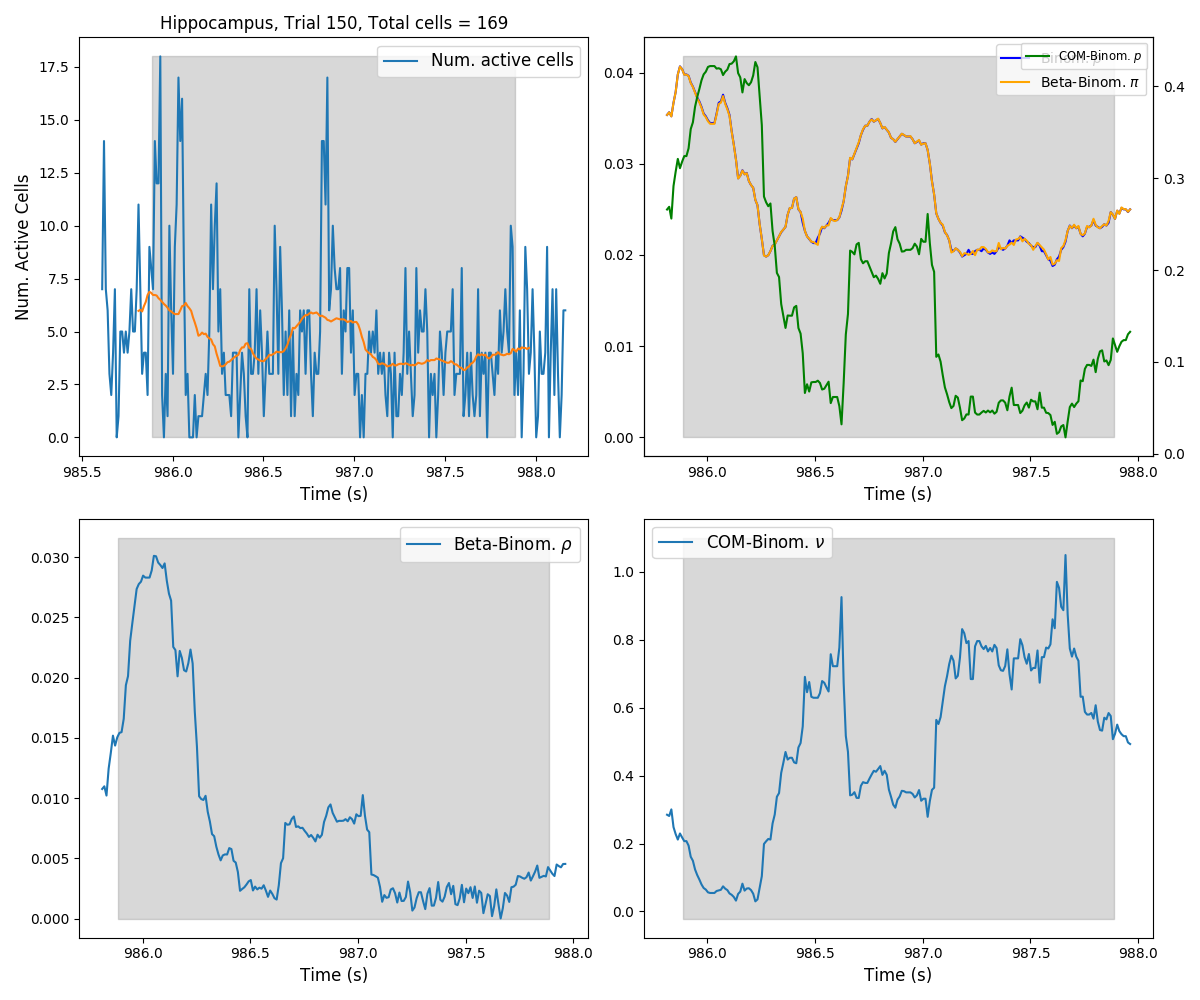 Hippocampus, Trial 150, Total cells = 169
Num. active cells
Num. Active Cells
17.5
15.0
12.5
10.0
7.5
5.0
2.5
0.0
985.5 986.0 986.5 987.0 987.5 988.0
Time (s)
COM-Binom. p
Beta-Binom. π
0.04
0.03
0.02
0.01
0.00
0.4
0.3
0.2
0.1
0.0
986.0 986.5 987.0 987.5 988.0
Time (s)
Beta-Binom. ρ
0.030
0.025
0.020
0.015
0.010
0.005
0.000
986.0 986.5 987.0 987.5 988.0
Time (s)
COM-Binom. ν
1.0
0.8
0.6
0.4
0.2
0.0
986.0 986.5 987.0 987.5 988.0
Time (s)